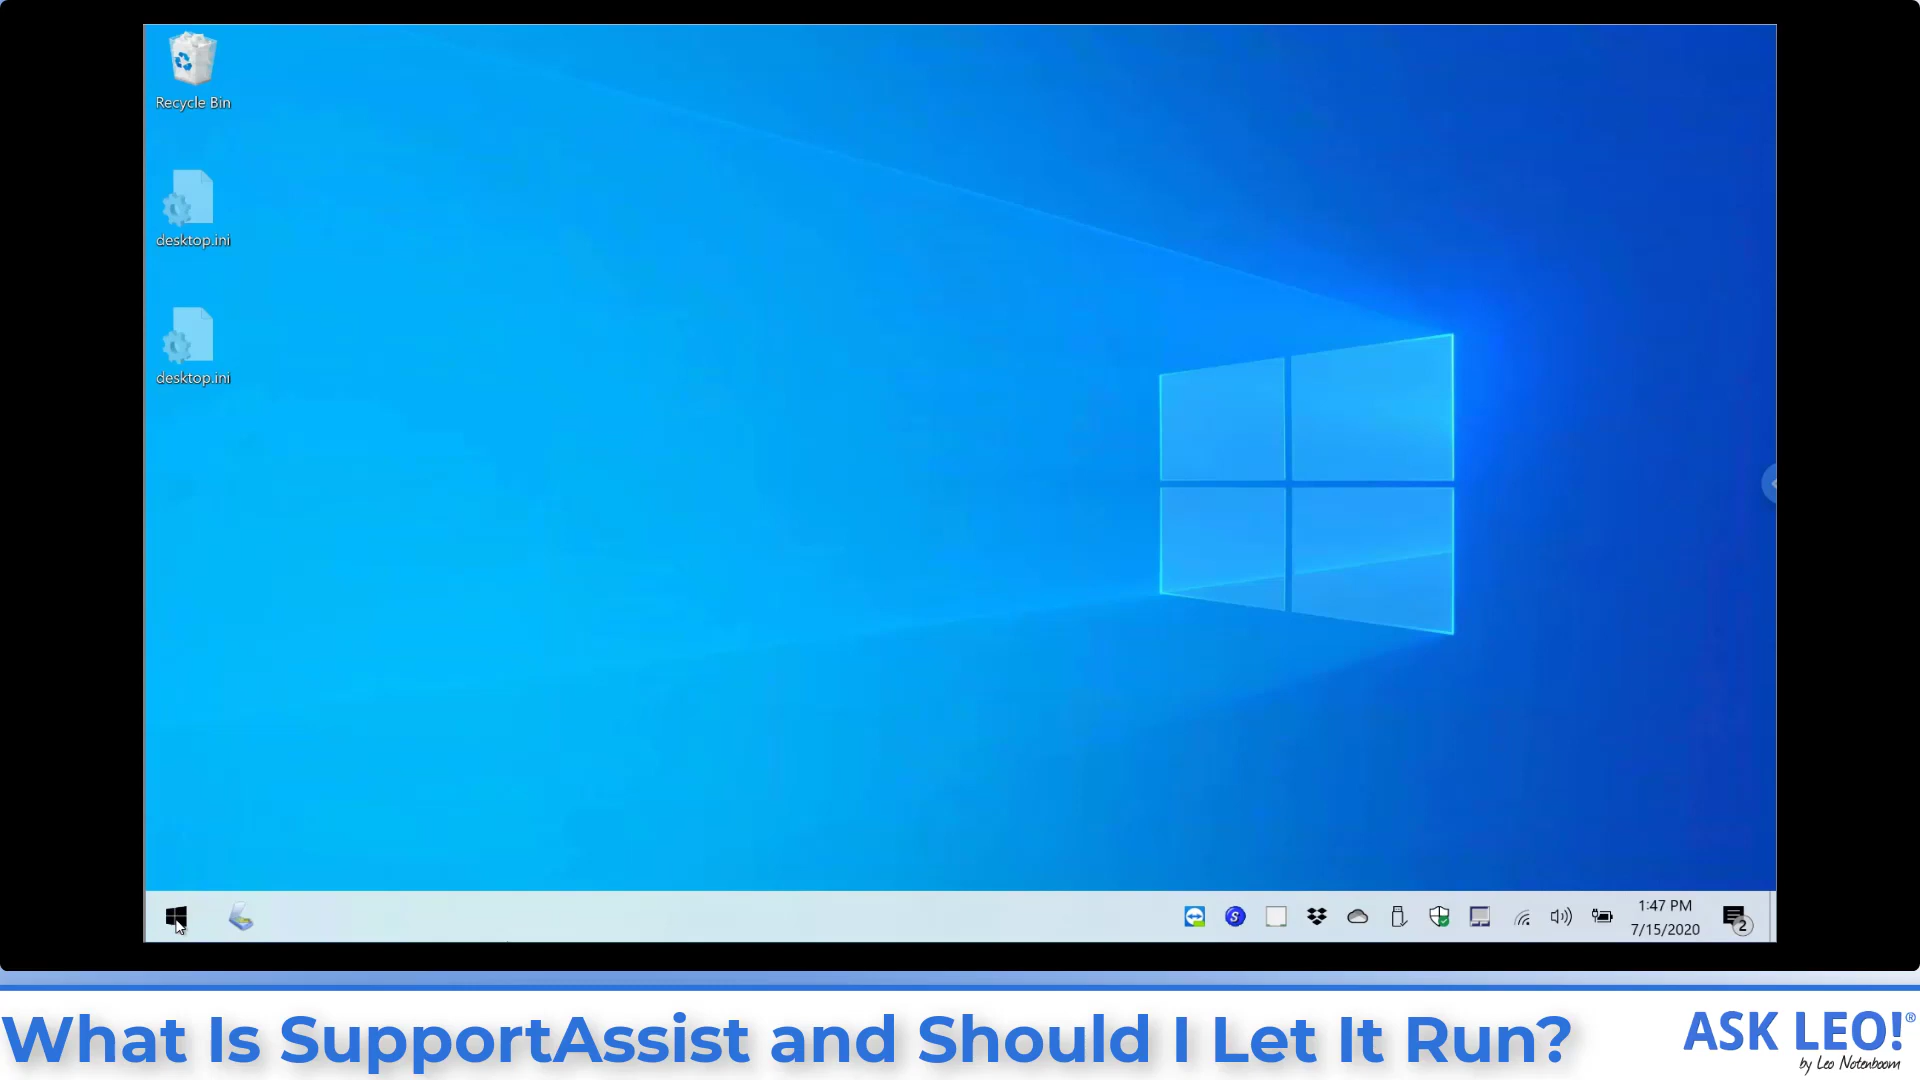 Recycle Bin
desktop.ini
desktop.ini
S
1:47 PM
7/15/2020
2
What Is SupportAssist and Should I Let It Run?
ASK LEO!®
by Leo Notenboom